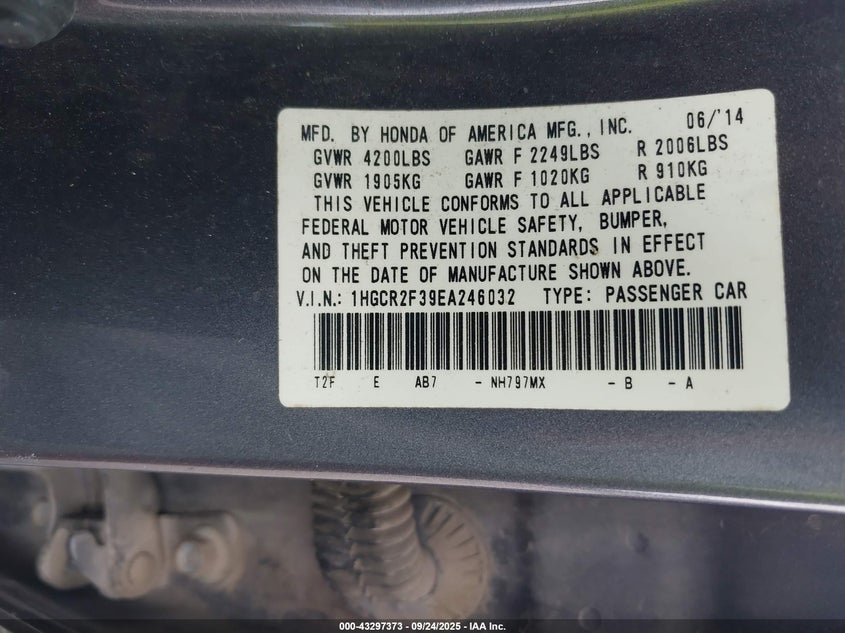 MFD. BY HONDA OF AMERICA MFG., INC. 06/'14
GVWR 4200LBS GAWR F 2249LBS R 2006LBS
GVWR 1905KG GAWR F 1020KG R 910KG
THIS VEHICLE CONFORMS TO ALL APPLICABLE
FEDERAL MOTOR VEHICLE SAFETY, BUMPER,
AND THEFT PREVENTION STANDARDS IN EFFECT
ON THE DATE OF MANUFACTURE SHOWN ABOVE.
V.I.N.: 1HGCR2F39EA246032 TYPE: PASSENGER CAR
T2F E AB7 - NH797MX - B - A
000-43297373 - 09/24/2025 - IAA Inc.